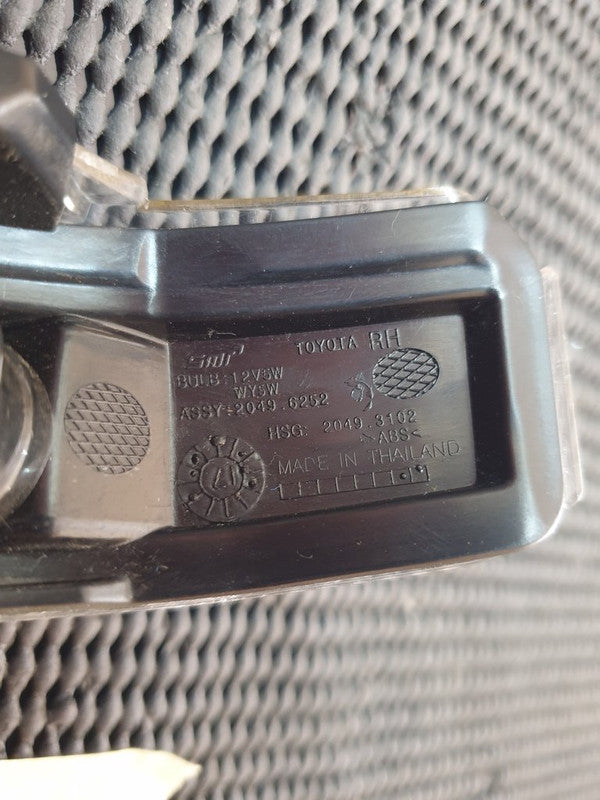 TOYOTA RH
BULB:12V5W
WY5W
ASSY:2049.6252
HSG: 2049.3102
>ABS<
MADE IN THAILAND